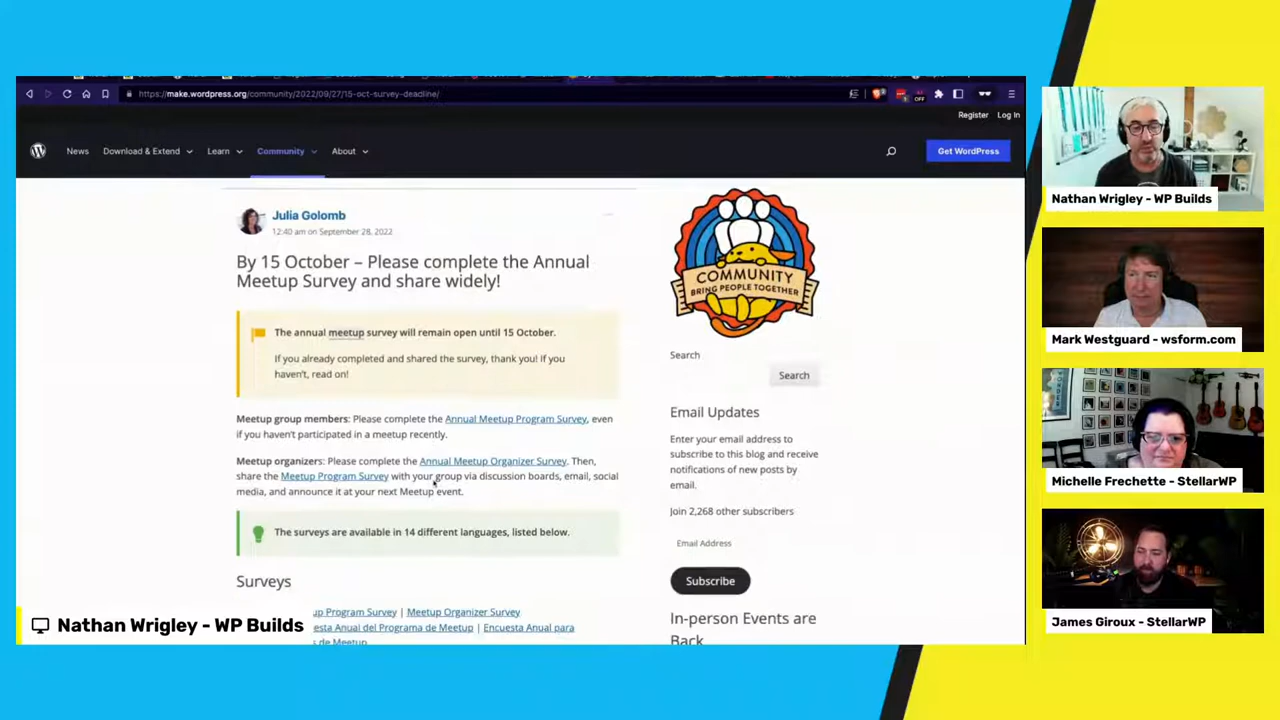 https://make.wordpress.org/community/2022/09/27/15-oct-survey-deadline/
Register Log In
News Download & Extend Learn Community About Get WordPress
Julia Golomb
12:40 am on September 28, 2022
By 15 October – Please complete the Annual
Meetup Survey and share widely!
The annual meetup survey will remain open until 15 October.
If you already completed and shared the survey, thank you! If you
haven't, read on!
Meetup group members: Please complete the Annual Meetup Program Survey, even
if you haven't participated in a meetup recently.
Meetup organizers: Please complete the Annual Meetup Organizer Survey. Then,
share the Meetup Program Survey with your group via discussion boards, email, social
media, and announce it at your next Meetup event.
The surveys are available in 14 different languages, listed below.
Surveys
up Program Survey | Meetup Organizer Survey
esta Anual del Programa de Meetup | Encuesta Anual para
s de Meetup
COMMUNITY
BRING PEOPLE TOGETHER
Search
Search
Email Updates
Enter your email address to
subscribe to this blog and receive
notifications of new posts by
email.
Join 2,268 other subscribers
Email Address
Subscribe
In-person Events are
Back
Nathan Wrigley - WP Builds
Nathan Wrigley - WP Builds
Mark Westguard - wsform.com
Michelle Frechette - StellarWP
James Giroux - StellarWP